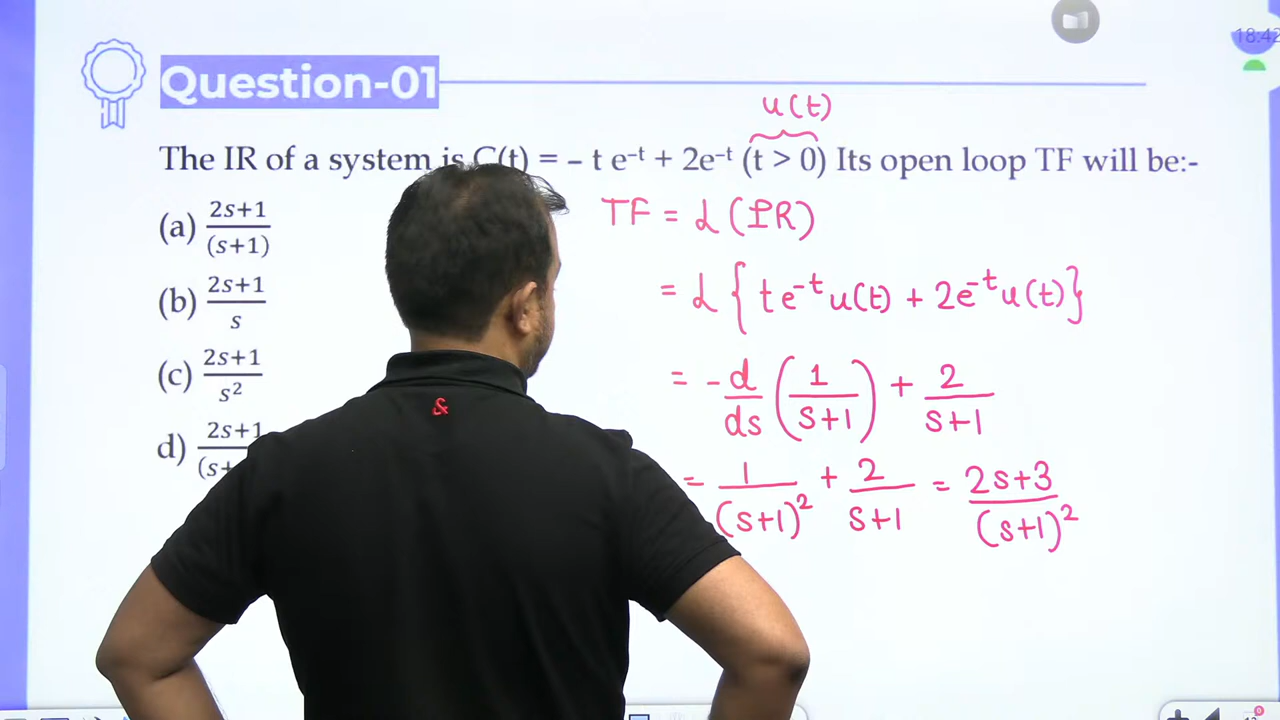 18:42
Question-01
u(t)
The IR of a system is C(t) = – t e⁻ᵗ + 2e⁻ᵗ (t > 0) Its open loop TF will be:-
(a) 2s+1/(s+1)
(b) 2s+1/s
(c) 2s+1/s²
d) 2s+1/(s+
TF = L (IR)
= L { te⁻ᵗ u(t) + 2e⁻ᵗ u(t)}
= - d/ds (1/s+1) + 2/s+1
= 1/(s+1)² + 2/s+1 = 2s+3/(s+1)²
&